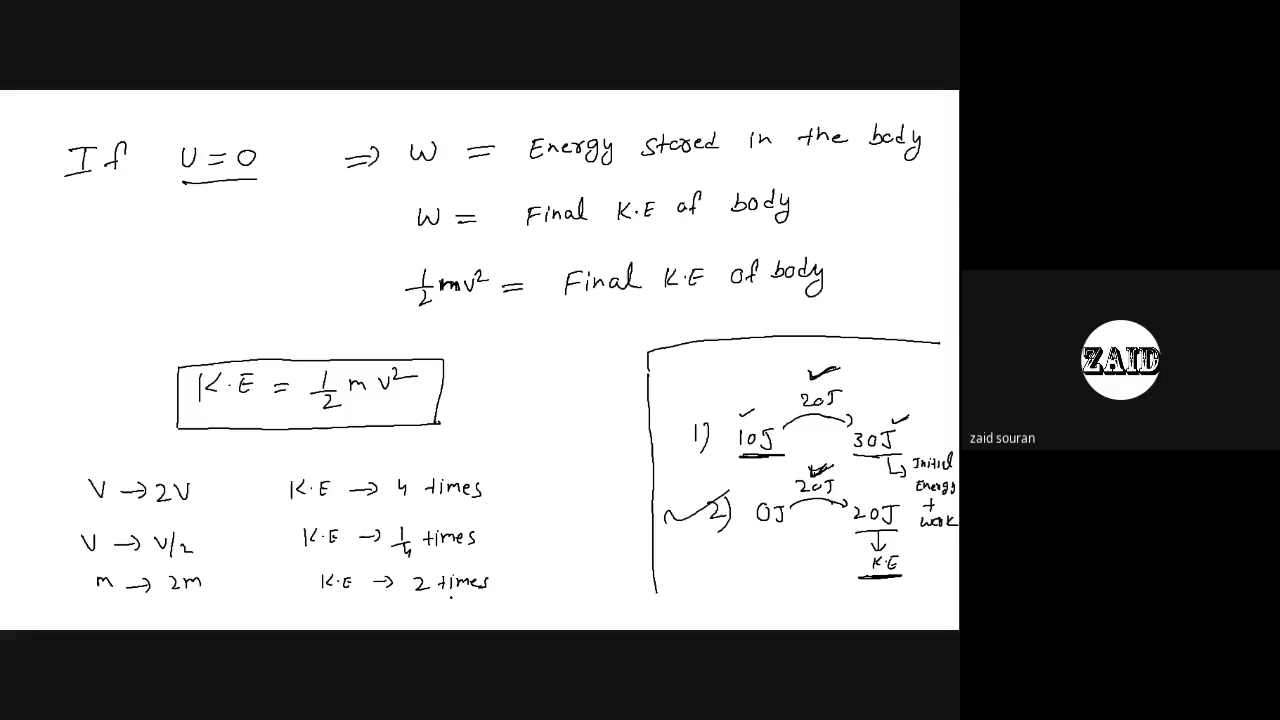 If U = 0 ⇒ W = Energy stored in the body
W = Final K.E of body
1/2 mv² = Final K.E of body
K.E = 1/2 m v²
V → 2V K.E → 4 times
V → V/2 K.E → 1/4 times
m → 2m K.E → 2 times
20J
1) 10J 30J
Initial
Energy
+
Work
20J
2) 0J 20J
K.E
ZAID
zaid souran